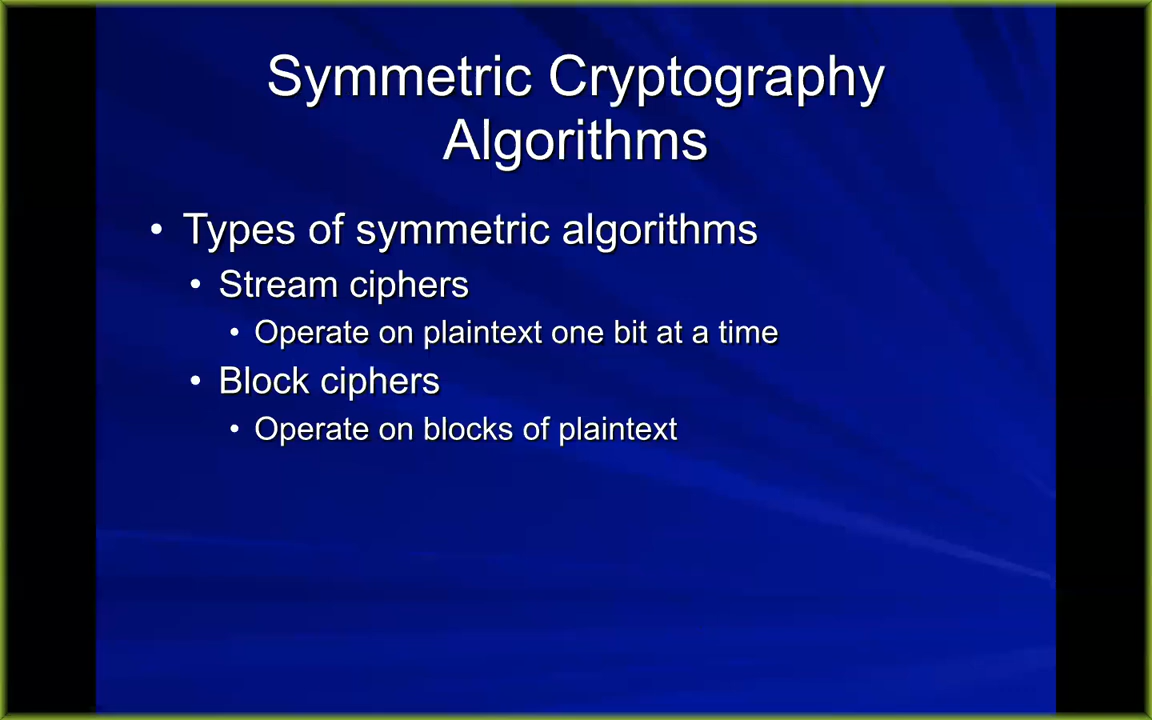 Symmetric Cryptography
Algorithms
• Types of symmetric algorithms
• Stream ciphers
• Operate on plaintext one bit at a time
• Block ciphers
• Operate on blocks of plaintext